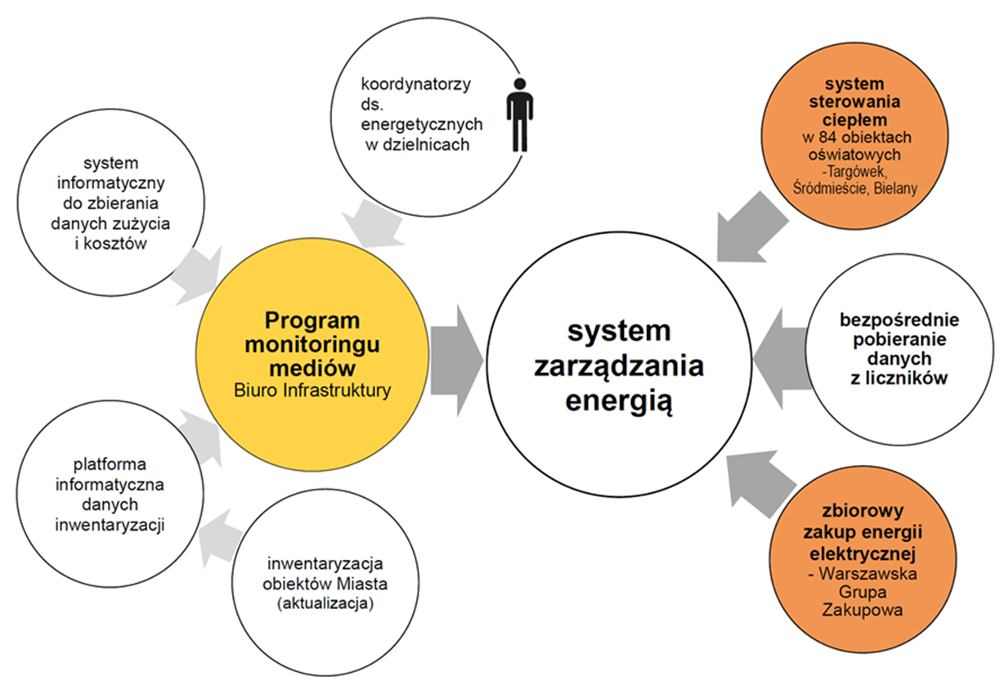 koordynatorzy
ds.
energetycznych
w dzielnicach
system
informatyczny
do zbierania
danych zużycia
i kosztów
Program
monitoringu
mediów
Biuro Infrastruktury
platforma
informatyczna
danych
inwentaryzacji
inwentaryzacja
obiektów Miasta
(aktualizacja)
system
zarządzania
energią
system
sterowania
ciepłem
w 84 obiektach
oświatowych
-Targówek,
Śródmieście, Bielany
bezpośrednie
pobieranie
danych
z liczników
zbiorowy
zakup energii
elektrycznej
- Warszawska
Grupa
Zakupowa